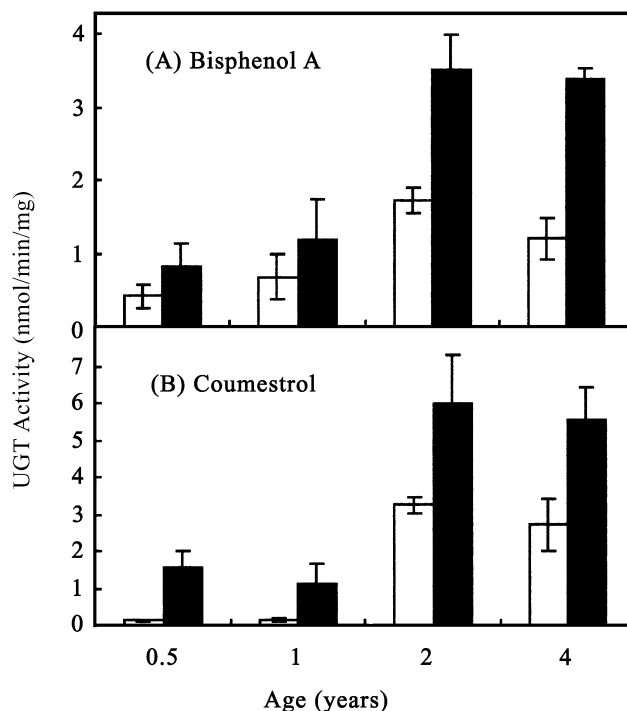 4
(A) Bisphenol A
3
2
1
0
7
(B) Coumestrol
6
5
4
3
2
1
0
UGT Activity (nmol/min/mg)
0.5 1 2 4
Age (years)